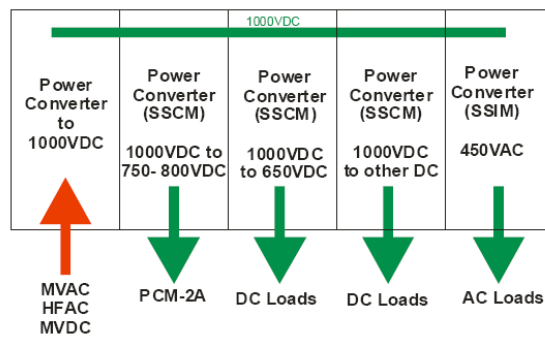 1000VDC
Power
Converter
to
1000VDC
Power
Converter
(SSCM)
1000VDC to
750- 800VDC
Power
Converter
(SSCM)
1000VDC
to 650VDC
Power
Converter
(SSCM)
1000VDC
to other DC
Power
Converter
(SSIM)
450VAC
MVAC
HFAC
MVDC
PCM-2A
DC Loads
DC Loads
AC Loads